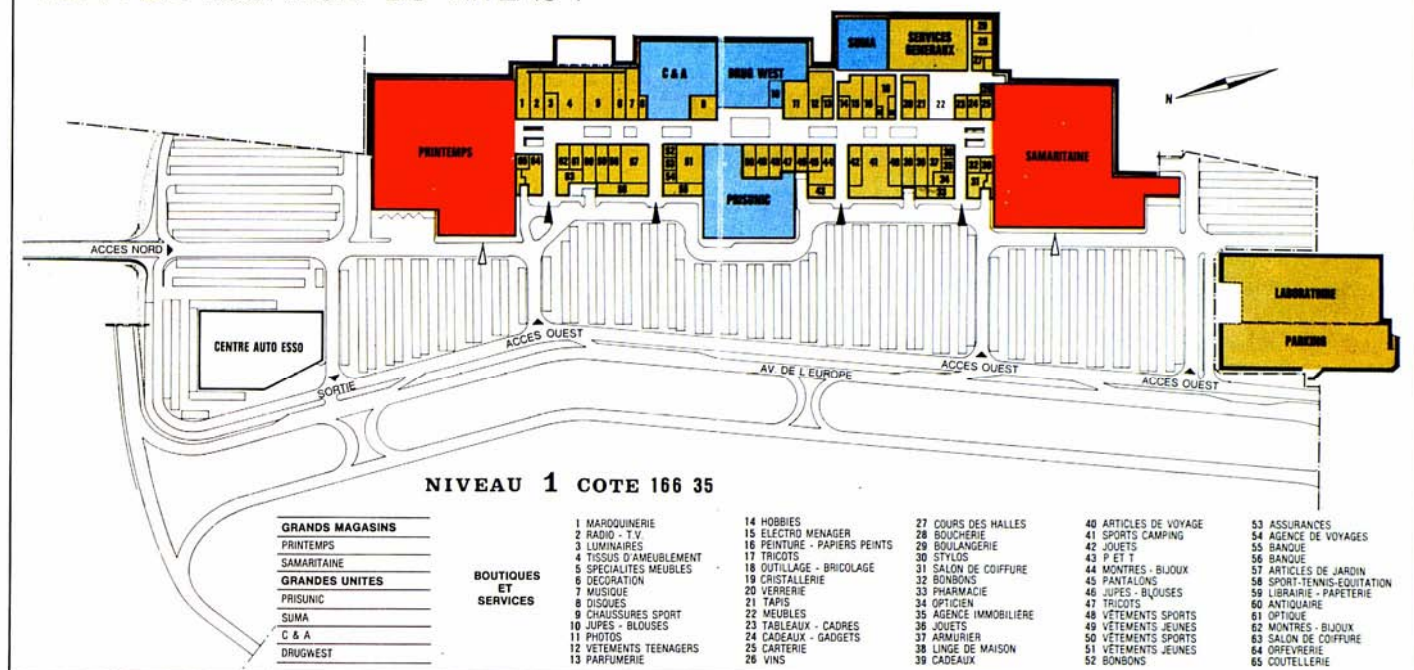 C & A
DRUG WEST
SUMA
SERVICES GENERAUX
PRINTEMPS
SAMARITAINE
PRISUNIC
N
ACCES NORD
CENTRE AUTO ESSO
SORTIE
ACCES OUEST
AV. DE L'EUROPE
ACCES OUEST
ACCES OUEST
LABORATOIRE
PARKING
NIVEAU 1 COTE 166 35
GRANDS MAGASINS
PRINTEMPS
SAMARITAINE
GRANDES UNITES
PRISUNIC
SUMA
C & A
DRUGWEST
BOUTIQUES
ET
SERVICES
1 MAROQUINERIE
2 RADIO - T.V.
3 LUMINAIRES
4 TISSUS D'AMEUBLEMENT
5 SPECIALITES MEUBLES
6 DECORATION
7 MUSIQUE
8 DISQUES
9 CHAUSSURES SPORT
10 JUPES - BLOUSES
11 PHOTOS
12 VETEMENTS TEENAGERS
13 PARFUMERIE
14 HOBBIES
15 ELECTRO MENAGER
16 PEINTURE - PAPIERS PEINTS
17 TRICOTS
18 OUTILLAGE - BRICOLAGE
19 CRISTALLERIE
20 VERRERIE
21 TAPIS
22 MEUBLES
23 TABLEAUX - CADRES
24 CADEAUX - GADGETS
25 CARTERIE
26 VINS
27 COURS DES HALLES
28 BOUCHERIE
29 BOULANGERIE
30 STYLOS
31 SALON DE COIFFURE
32 BONBONS
33 PHARMACIE
34 OPTICIEN
35 AGENCE IMMOBILIÈRE
36 JOUETS
37 ARMURIER
38 LINGE DE MAISON
39 CADEAUX
40 ARTICLES DE VOYAGE
41 SPORTS CAMPING
42 JOUETS
43 P ET T
44 MONTRES - BIJOUX
45 PANTALONS
46 JUPES - BLOUSES
47 TRICOTS
48 VÊTEMENTS SPORTS
49 VÊTEMENTS JEUNES
50 VÊTEMENTS SPORTS
51 VÊTEMENTS JEUNES
52 BONBONS
53 ASSURANCES
54 AGENCE DE VOYAGES
55 BANQUE
56 BANQUE
57 ARTICLES DE JARDIN
58 SPORT-TENNIS-EQUITATION
59 LIBRAIRIE - PAPETERIE
60 ANTIQUAIRE
61 OPTIQUE
62 MONTRES - BIJOUX
63 SALON DE COIFFURE
64 ORFEVRERIE
65 COUTELLERIE